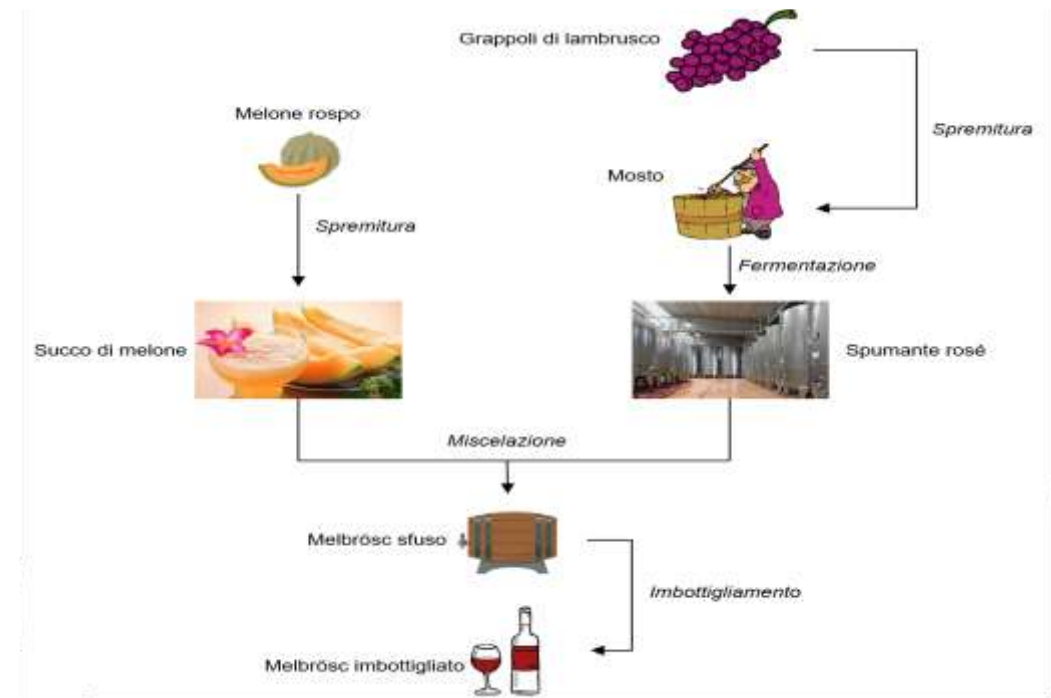 Grappoli di lambrusco
Spremitura
Melone rospo
Mosto
Spremitura
Fermentazione
Succo di melone
Spumante rosé
Miscelazione
Melbrösc sfuso
Imbottigliamento
Melbrösc imbottigliato